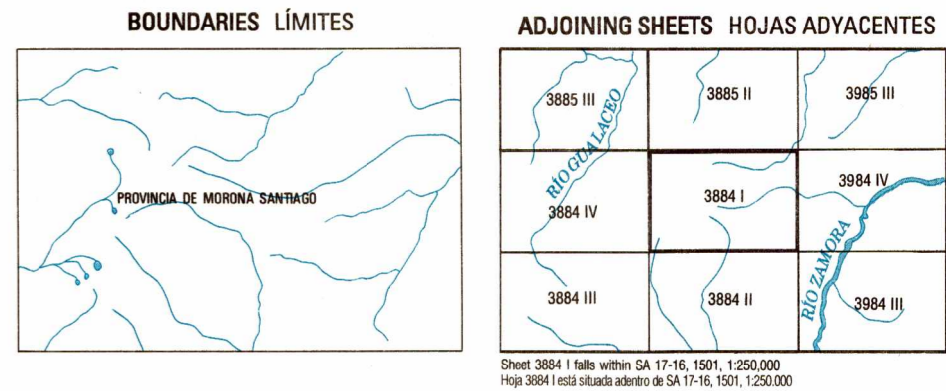 BOUNDARIES LÍMITES
PROVINCIA DE MORONA SANTIAGO
ADJOINING SHEETS HOJAS ADYACENTES
3885 III
3885 II
3985 III
RÍO GUALACEO
3884 IV
3884 I
3984 IV
RÍO ZAMORA
3884 III
3884 II
3984 III
Sheet 3884 I falls within SA 17-16, 1501, 1:250,000
Hoja 3884 I está situada adentro de SA 17-16, 1501, 1:250.000